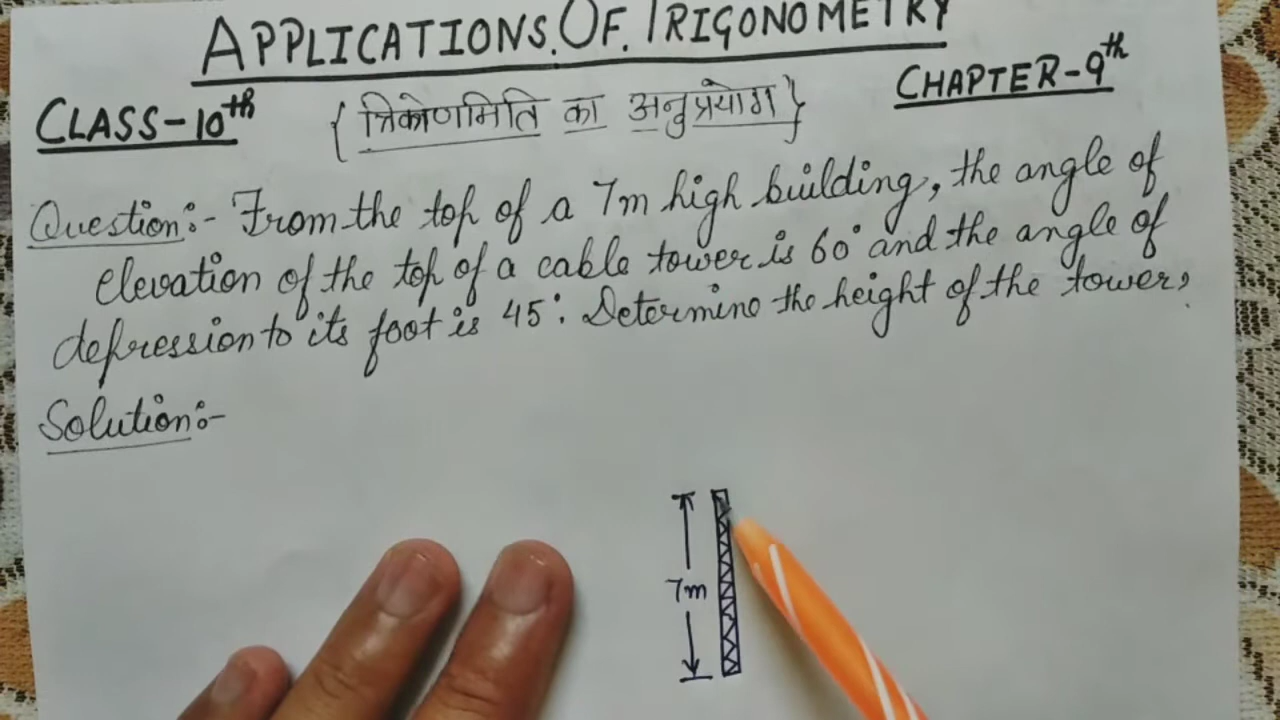 APPLICATIONS. OF. TRIGONOMETRY
CLASS-10th {त्रिकोणमिति का अनुप्रयोग} CHAPTER-9th
Question:- From the top of a 7m high building, the angle of
elevation of the top of a cable tower is 60° and the angle of
depression to its foot is 45°. Determine the height of the tower.
Solution:-
7m